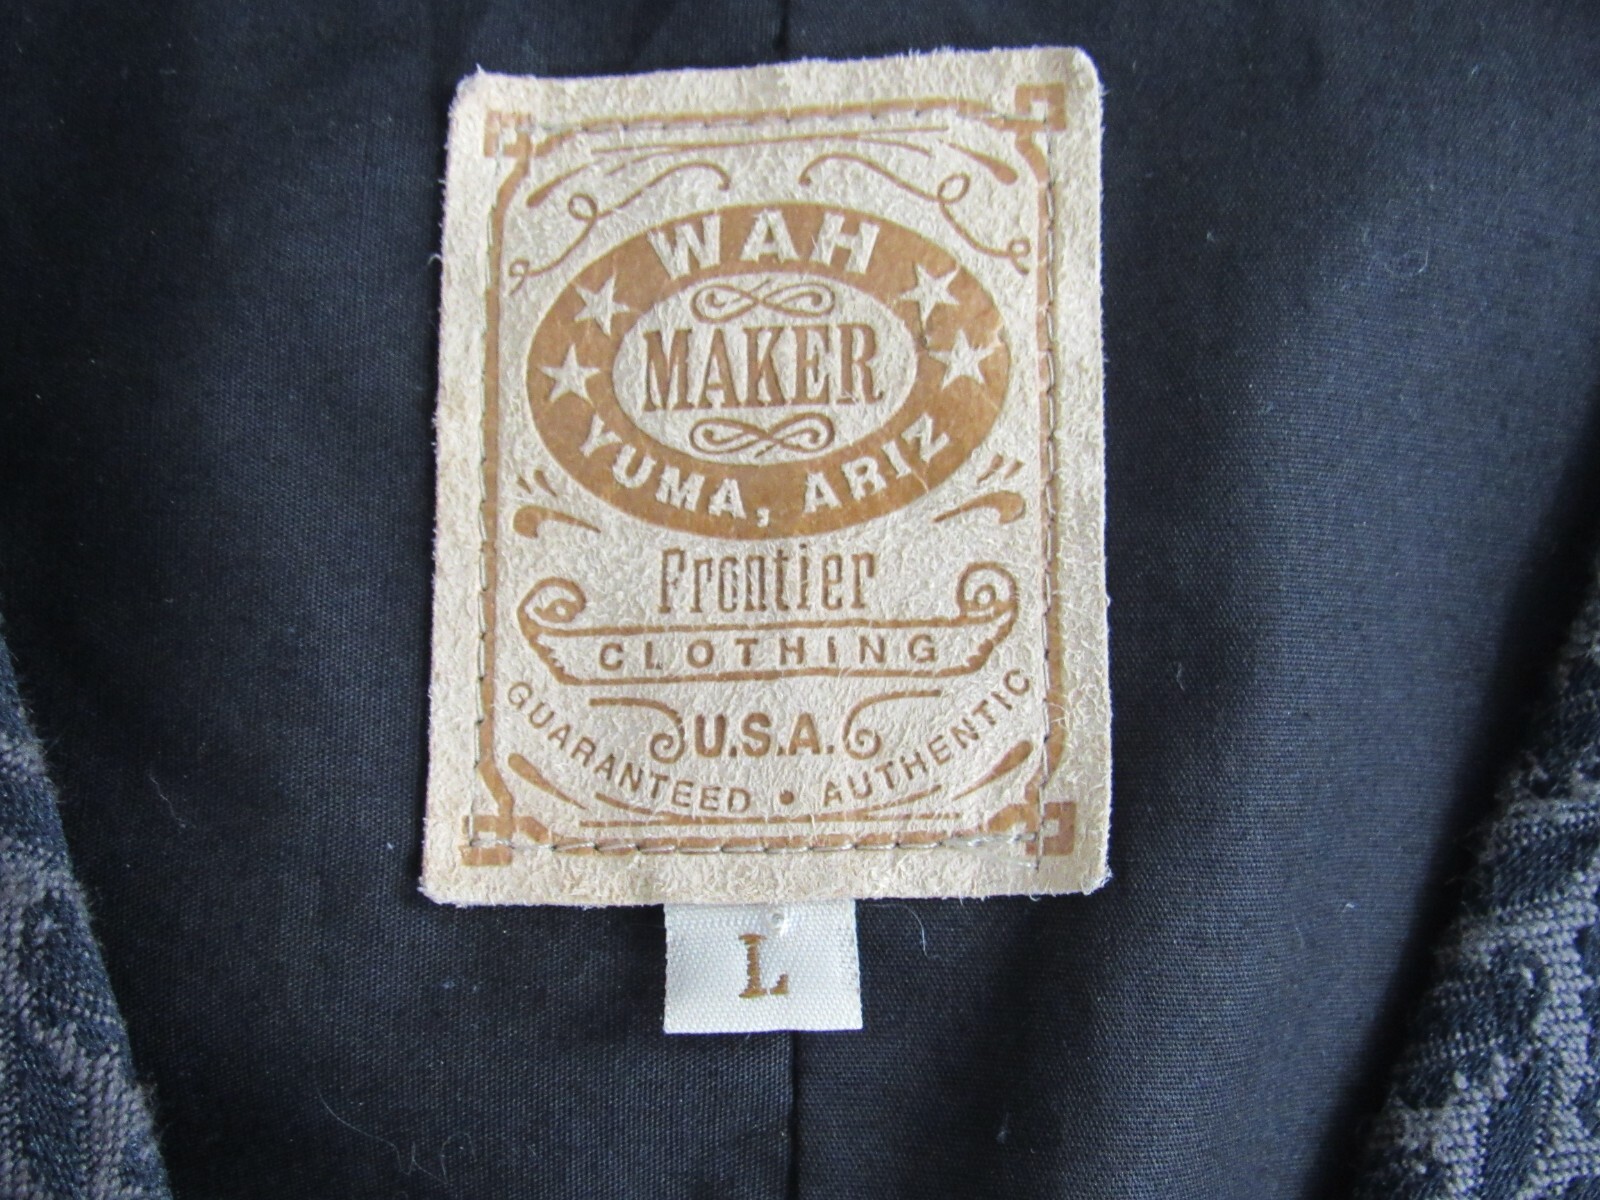 WAH
MAKER
YUMA, ARIZ
Frontier
CLOTHING
U.S.A.
GUARANTEED • AUTHENTIC
L